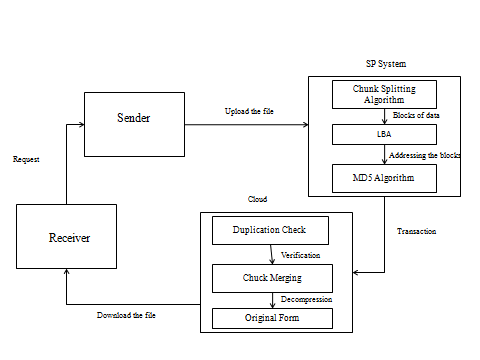 SP System
Chunk Splitting
Algorithm
Blocks of data
LBA
Addressing the blocks
MD5 Algorithm
Sender
Upload the file
Request
Receiver
Cloud
Duplication Check
Verification
Chuck Merging
Decompression
Original Form
Transaction
Download the file